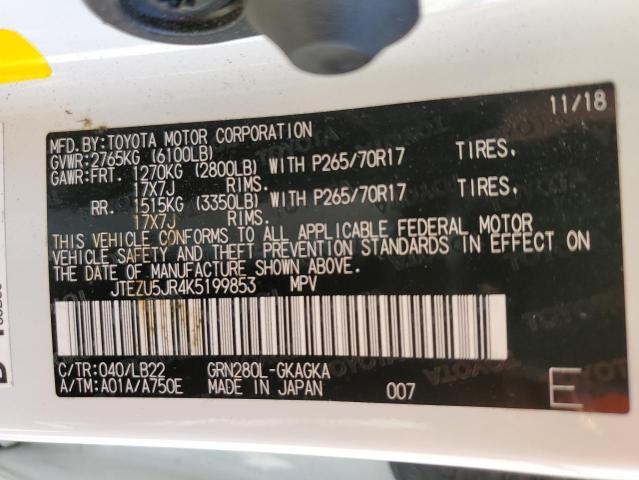 11/18
MFD.BY:TOYOTA MOTOR CORPORATION
GVWR:2765KG (6100LB)
GAWR:FRT. 1270KG (2800LB) WITH P265/70R17 TIRES,
17X7J RIMS.
RR. 1515KG (3350LB) WITH P265/70R17 TIRES,
17X7J RIMS.
THIS VEHICLE CONFORMS TO ALL APPLICABLE FEDERAL MOTOR
VEHICLE SAFETY AND THEFT PREVENTION STANDARDS IN EFFECT ON
THE DATE OF MANUFACTURE SHOWN ABOVE.
JTEZU5JR4K5199853 MPV
C/TR:040/LB22 GRN280L-GKAGKA
A/TM:A01A/A750E MADE IN JAPAN 007 E